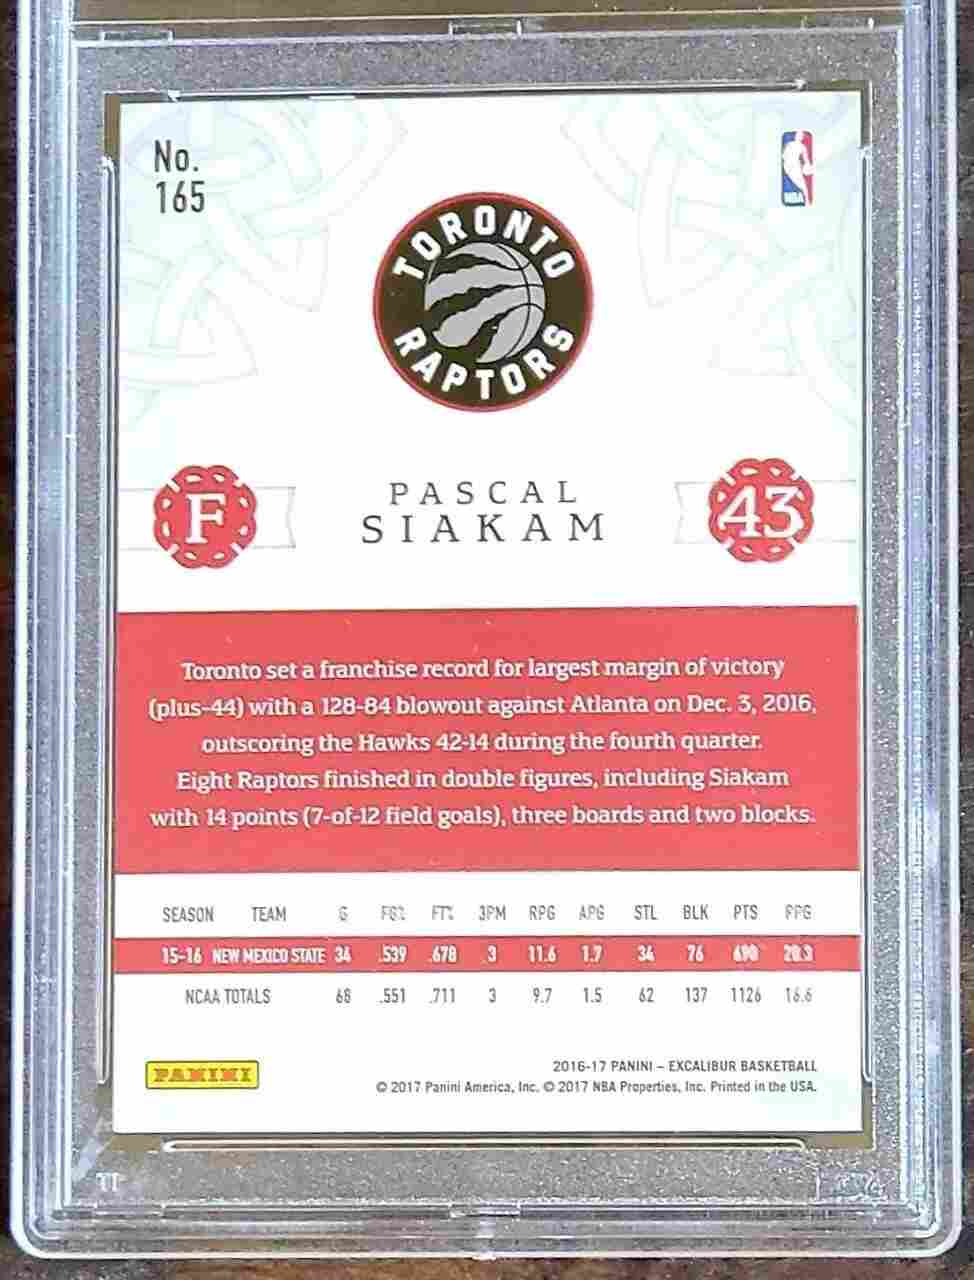 No.
165
NBA
TORONTO
RAPTORS
F
PASCAL
SIAKAM
43
Toronto set a franchise record for largest margin of victory
(plus-44) with a 128-84 blowout against Atlanta on Dec. 3, 2016,
outscoring the Hawks 42-14 during the fourth quarter.
Eight Raptors finished in double figures, including Siakam
with 14 points (7-of-12 field goals), three boards and two blocks.
SEASON TEAM G FG% FT% 3PM RPG APG STL BLK PTS PPG
15-16 NEW MEXICO STATE 34 .539 .678 3 11.6 1.7 34 76 690 20.3
NCAA TOTALS 68 .551 .711 3 9.7 1.5 62 137 1126 16.6
PANINI
2016-17 PANINI – EXCALIBUR BASKETBALL
© 2017 Panini America, Inc. © 2017 NBA Properties, Inc. Printed in the USA.